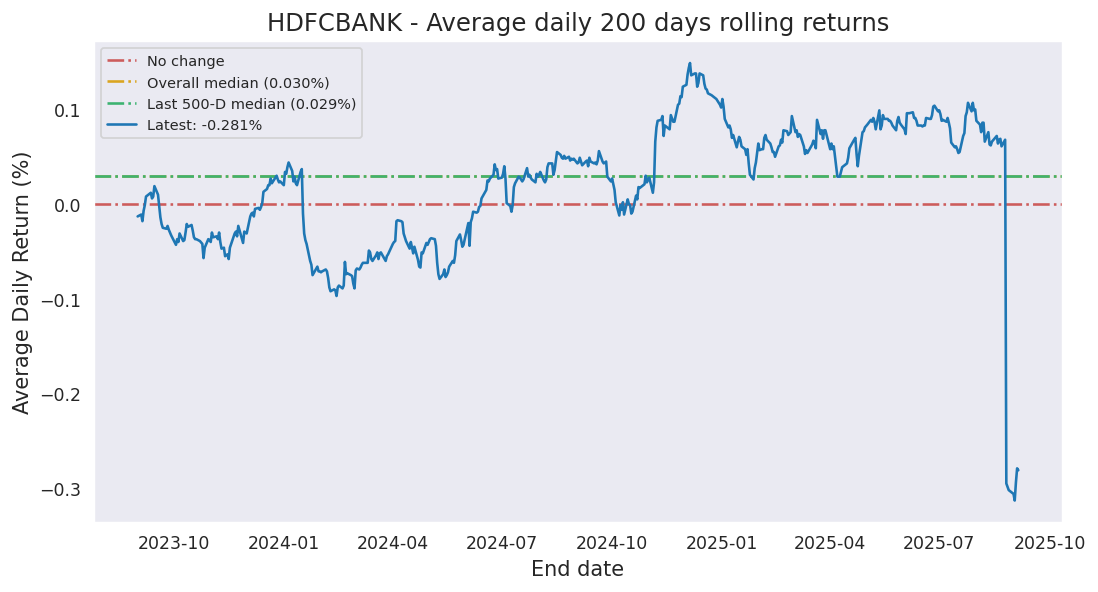 HDFCBANK - Average daily 200 days rolling returns
No change
Overall median (0.030%)
Last 500-D median (0.029%)
Latest: -0.281%
Average Daily Return (%)
0.1
0.0
−0.1
−0.2
−0.3
2023-10 2024-01 2024-04 2024-07 2024-10 2025-01 2025-04 2025-07 2025-10
End date